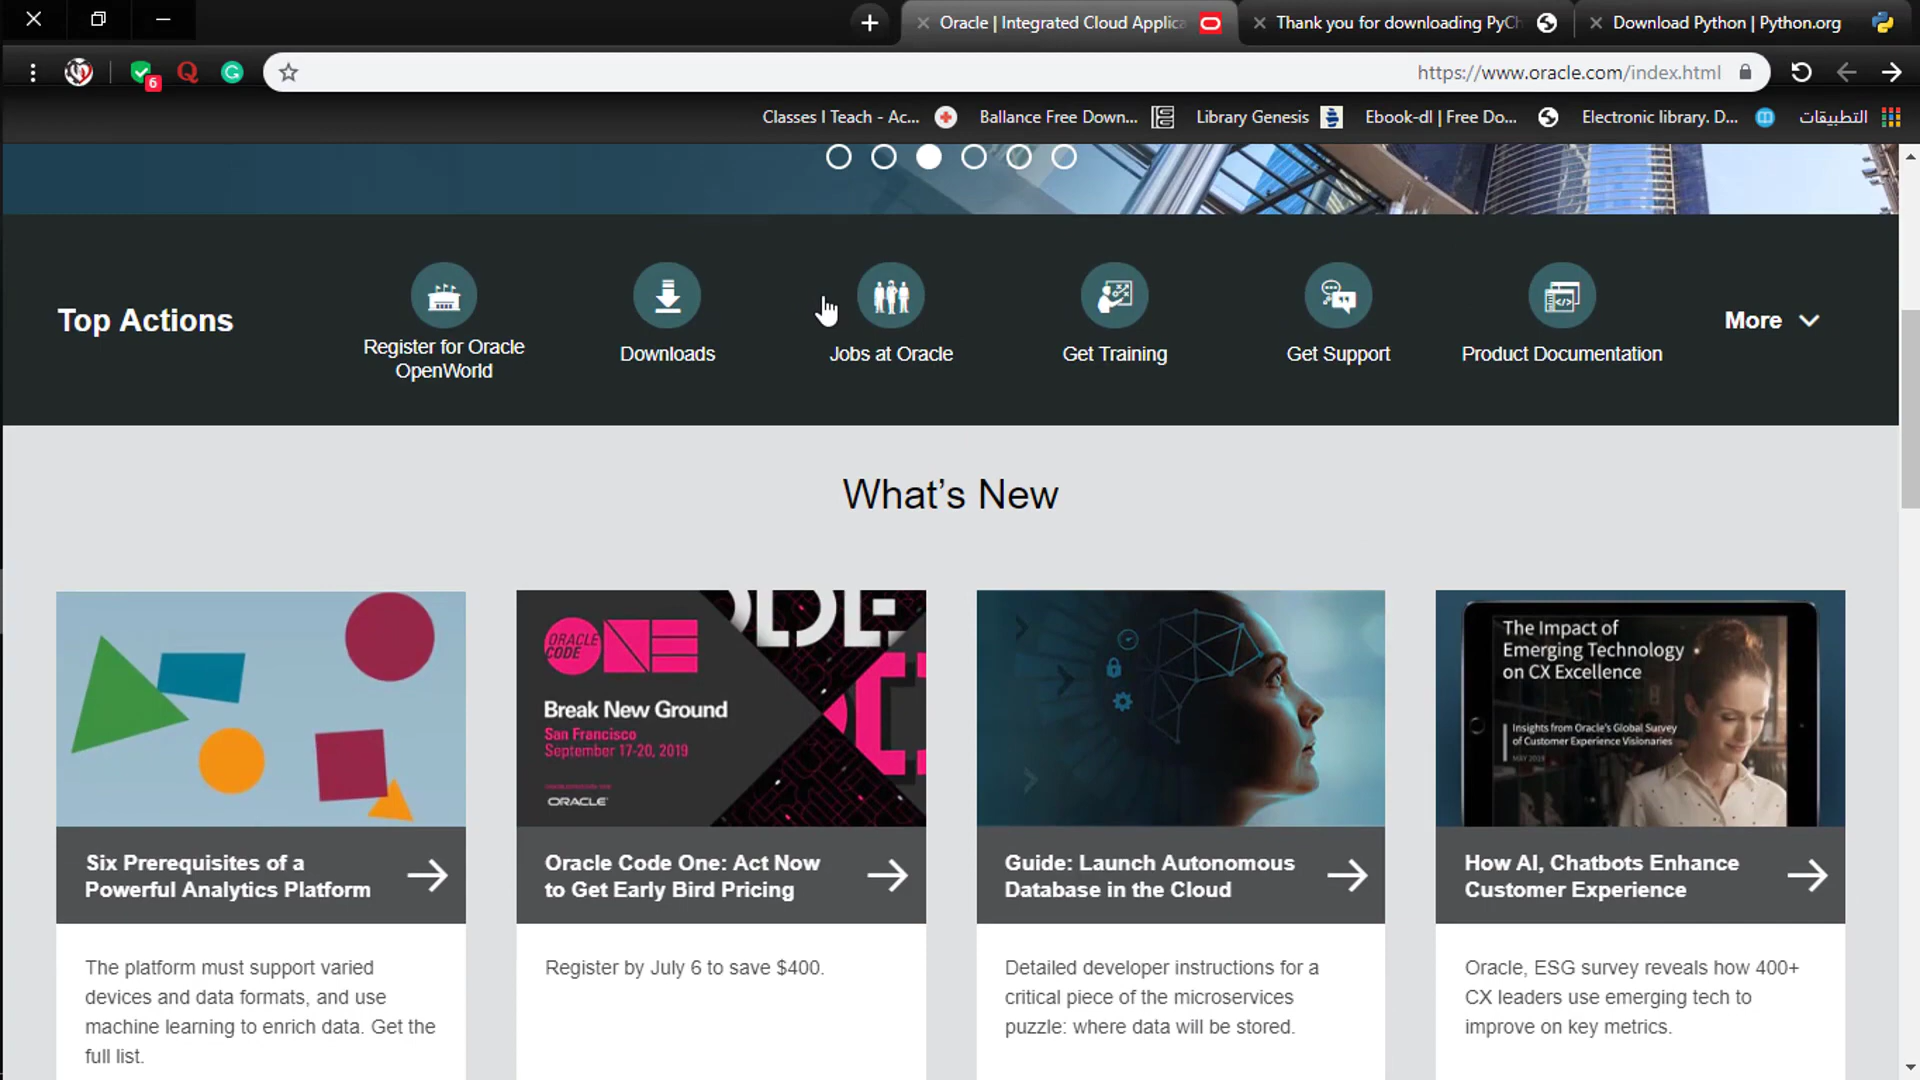 Oracle | Integrated Cloud Applica
Thank you for downloading PyCh
Download Python | Python.org
6
https://www.oracle.com/index.html
Classes I Teach - Ac...
Ballance Free Down...
Library Genesis
Ebook-dl | Free Do...
Electronic library. D...
التطبيقات
Top Actions
Register for Oracle
OpenWorld
Downloads
Jobs at Oracle
Get Training
Get Support
Product Documentation
More
What's New
ORACLE
CODE
ONE
Break New Ground
San Francisco
September 17-20, 2019
ORACLE
The Impact of
Emerging Technology
on CX Excellence
Insights from Oracle's Global Survey
of Customer Experience Visionaries
MAY 2019
Six Prerequisites of a
Powerful Analytics Platform
Oracle Code One: Act Now
to Get Early Bird Pricing
Guide: Launch Autonomous
Database in the Cloud
How AI, Chatbots Enhance
Customer Experience
The platform must support varied
devices and data formats, and use
machine learning to enrich data. Get the
full list.
Register by July 6 to save $400.
Detailed developer instructions for a
critical piece of the microservices
puzzle: where data will be stored.
Oracle, ESG survey reveals how 400+
CX leaders use emerging tech to
improve on key metrics.